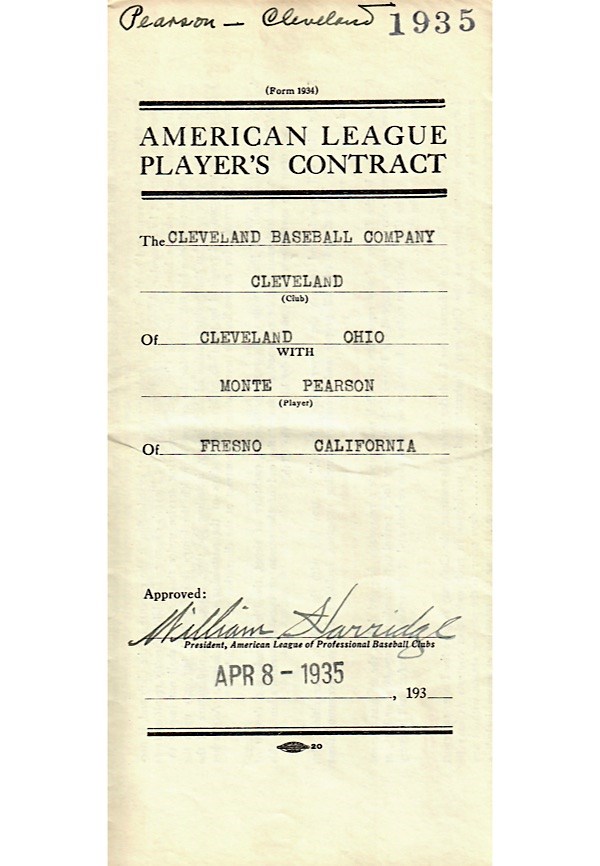 Pearson — Cleveland 1935
(Form 1934)
AMERICAN LEAGUE
PLAYER'S CONTRACT
The CLEVELAND BASEBALL COMPANY
CLEVELAND
(Club)
Of CLEVELAND OHIO
WITH
MONTE PEARSON
(Player)
Of FRESNO CALIFORNIA
Approved:
William Harridge
President, American League of Professional Baseball Clubs
APR 8 - 1935
, 193
20